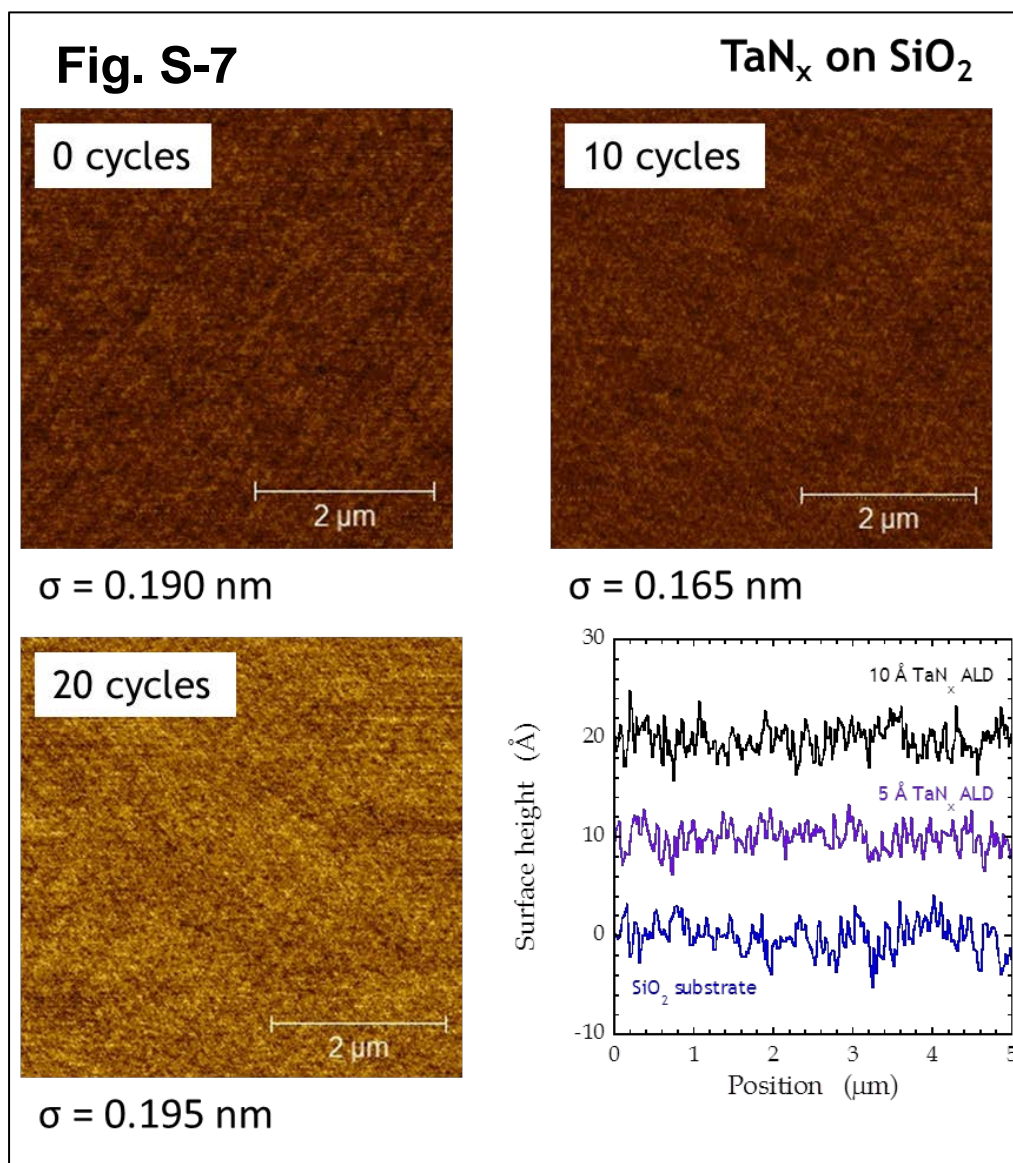 Fig. S-7
TaNₓ on SiO₂
0 cycles
2 µm
σ = 0.190 nm
10 cycles
2 µm
σ = 0.165 nm
20 cycles
2 µm
σ = 0.195 nm
30
20
10
0
-10
Surface height (Å)
10 Å TaNₓ ALD
5 Å TaNₓ ALD
SiO₂ substrate
0 1 2 3 4 5
Position (µm)